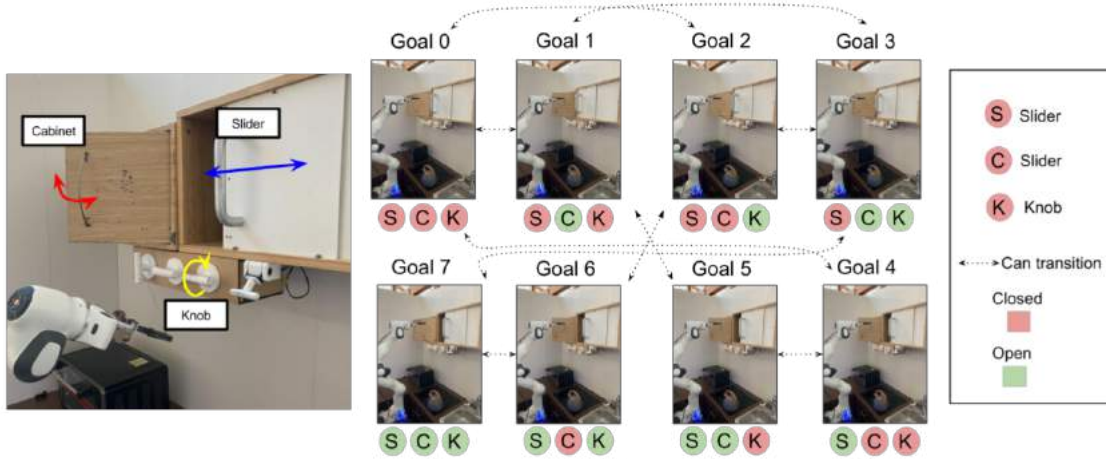 Cabinet
Slider
Knob
Goal 0
Goal 1
Goal 2
Goal 3
S C K
S C K
S C K
S C K
Goal 7
Goal 6
Goal 5
Goal 4
S C K
S C K
S C K
S C K
S Slider
C Slider
K Knob
Can transition
Closed
Open